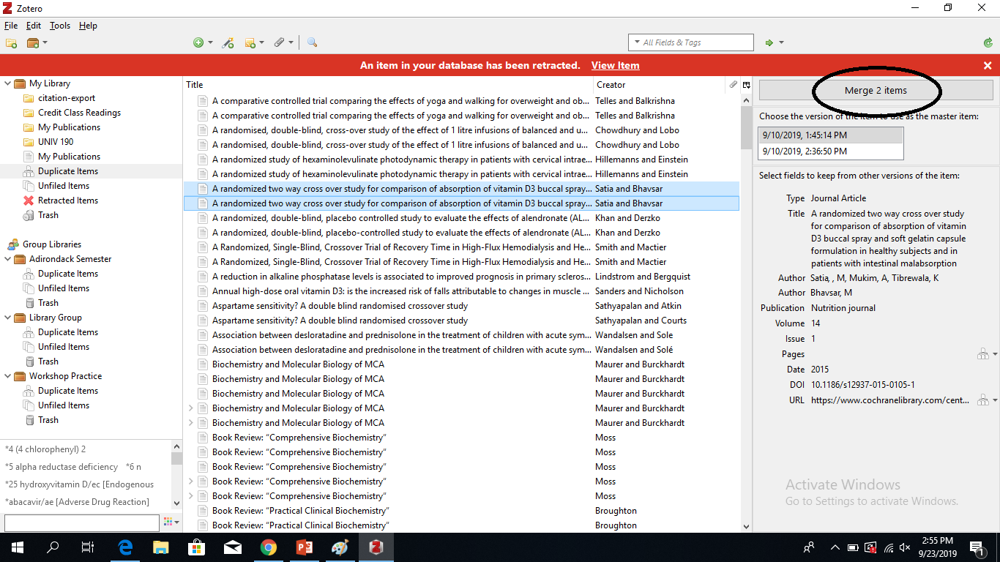 Zotero
File Edit Tools Help
All Fields & Tags
An item in your database has been retracted. View Item
My Library
citation-export
Credit Class Readings
My Publications
UNIV 190
My Publications
Duplicate Items
Unfiled Items
Retracted Items
Trash
Group Libraries
Adirondack Semester
Duplicate Items
Unfiled Items
Trash
Library Group
Duplicate Items
Unfiled Items
Trash
Workshop Practice
Duplicate Items
Unfiled Items
Trash
*4 (4 chlorophenyl) 2
*5 alpha reductase deficiency *6 n
*25 hydroxyvitamin D/ec [Endogenous
*abacavir/ae [Adverse Drug Reaction]
Title Creator
A comparative controlled trial comparing the effects of yoga and walking for overweight and ob... Telles and Balkrishna
A comparative controlled trial comparing the effects of yoga and walking for overweight and ob... Telles and Balkrishna
A randomised, double-blind, cross-over study of the effect of 1 litre infusions of balanced and u... Chowdhury and Lobo
A randomised, double-blind, cross-over study of the effect of 1 litre infusions of balanced and u... Chowdhury and Lobo
A randomized study of hexaminolevulinate photodynamic therapy in patients with cervical intrae... Hillemanns and Einstein
A randomized study of hexaminolevulinate photodynamic therapy in patients with cervical intrae... Hillemanns and Einstein
A randomized two way cross over study for comparison of absorption of vitamin D3 buccal spray... Satia and Bhavsar
A randomized two way cross over study for comparison of absorption of vitamin D3 buccal spray... Satia and Bhavsar
A randomized, double-blind, placebo controlled study to evaluate the effects of alendronate (AL... Khan and Derzko
A randomized, double-blind, placebo-controlled study to evaluate the effects of alendronate (AL... Khan and Derzko
A Randomized, Single-Blind, Crossover Trial of Recovery Time in High-Flux Hemodialysis and He... Smith and Mactier
A Randomized, Single-Blind, Crossover Trial of Recovery Time in High-Flux Hemodialysis and He... Smith and Mactier
A reduction in alkaline phosphatase levels is associated to improved prognosis in primary scleros... Lindstrom and Bergquist
Annual high-dose oral vitamin D3: is the increased risk of falls attributable to changes in muscle ... Sanders and Nicholson
Aspartame sensitivity? A double blind randomised crossover study Sathyapalan and Atkin
Aspartame sensitivity? A double blind randomised crossover study Sathyapalan and Courts
Association between desloratadine and prednisolone in the treatment of children with acute sym... Wandalsen and Sole
Association between desloratadine and prednisolone in the treatment of children with acute sym... Wandalsen and Solé
Biochemistry and Molecular Biology of MCA Maurer and Burckhardt
Biochemistry and Molecular Biology of MCA Maurer and Burckhardt
Biochemistry and Molecular Biology of MCA Maurer and Burckhardt
Biochemistry and Molecular Biology of MCA Maurer and Burckhardt
Biochemistry and Molecular Biology of MCA Maurer and Burckhardt
Book Review: “Comprehensive Biochemistry” Moss
Book Review: “Comprehensive Biochemistry” Moss
Book Review: “Comprehensive Biochemistry” Moss
Book Review: “Comprehensive Biochemistry” Moss
Book Review: “Comprehensive Biochemistry” Moss
Book Review: “Practical Clinical Biochemistry” Broughton
Book Review: “Practical Clinical Biochemistry” Broughton
Merge 2 items
Choose the version of the item to use as the master item:
9/10/2019, 1:45:14 PM
9/10/2019, 2:36:50 PM
Select fields to keep from other versions of the item:
Type Journal Article
Title A randomized two way cross over study
for comparison of absorption of vitamin
D3 buccal spray and soft gelatin capsule
formulation in healthy subjects and in
patients with intestinal malabsorption
Author Satia, , M, Mukim, A, Tibrewala, K
Author Bhavsar, M
Publication Nutrition journal
Volume 14
Issue 1
Pages
Date 2015
DOI 10.1186/s12937-015-0105-1
URL https://www.cochranelibrary.com/cent...
Activate Windows
Go to Settings to activate Windows.
2:55 PM
9/23/2019
1